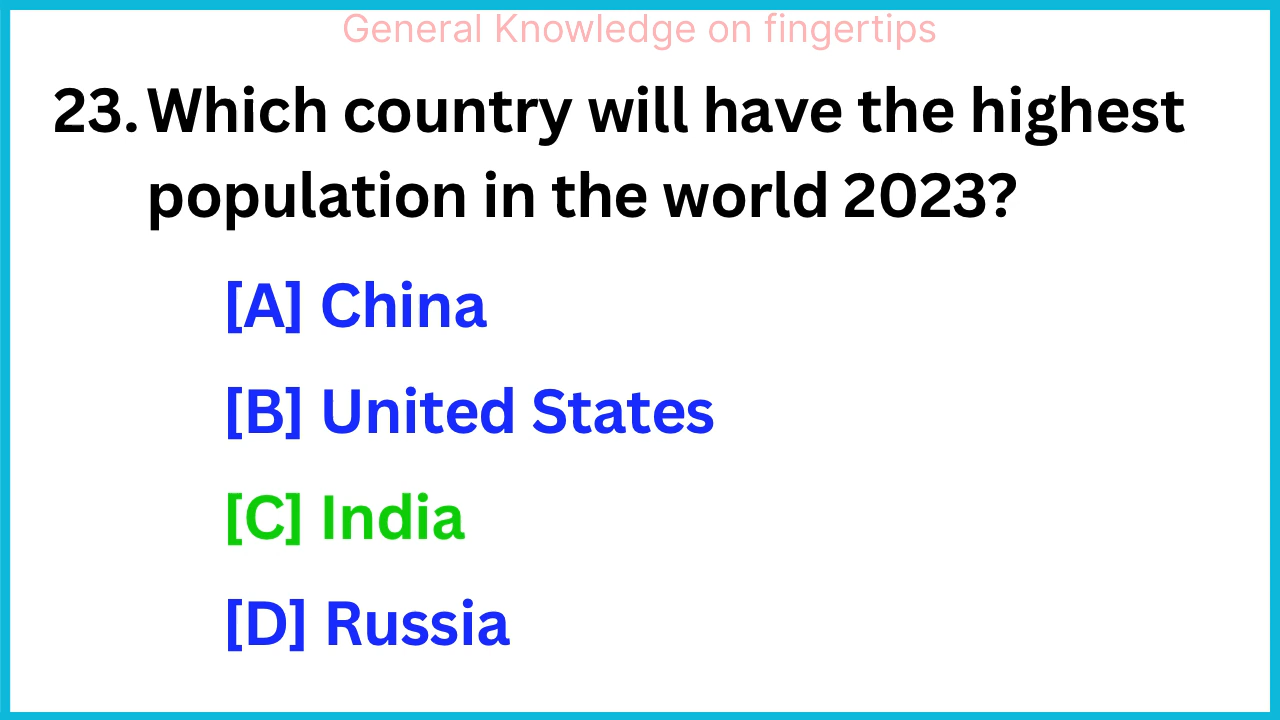 General Knowledge on fingertips
23. Which country will have the highest
population in the world 2023?
[A] China
[B] United States
[C] India
[D] Russia